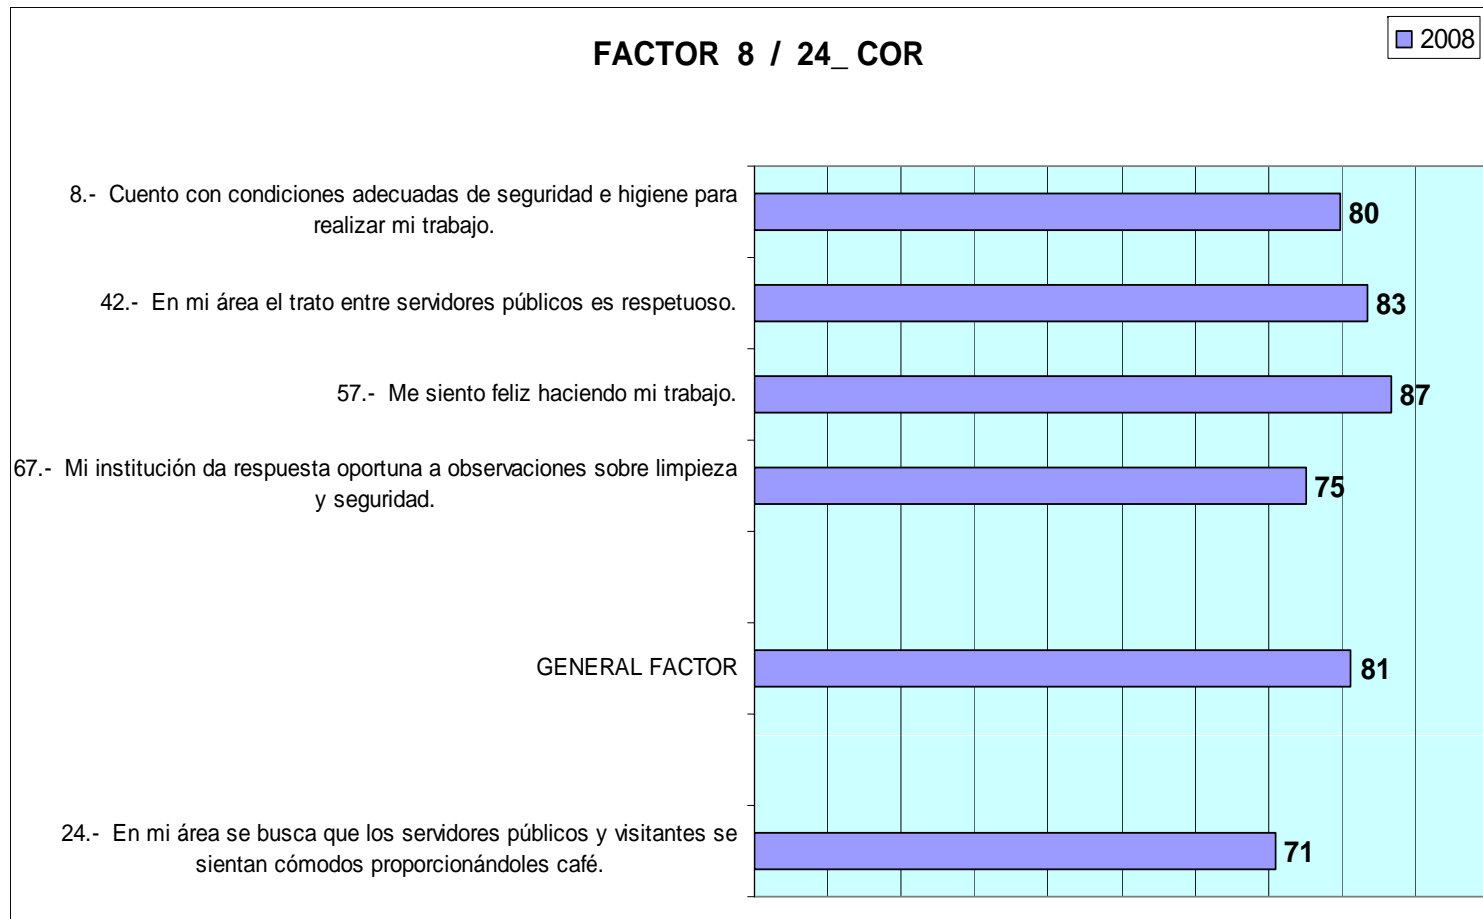 FACTOR 8 / 24_ COR
2008
8.- Cuento con condiciones adecuadas de seguridad e higiene para
realizar mi trabajo.
80
42.- En mi área el trato entre servidores públicos es respetuoso.
83
57.- Me siento feliz haciendo mi trabajo.
87
67.- Mi institución da respuesta oportuna a observaciones sobre limpieza
y seguridad.
75
GENERAL FACTOR
81
24.- En mi área se busca que los servidores públicos y visitantes se
sientan cómodos proporcionándoles café.
71